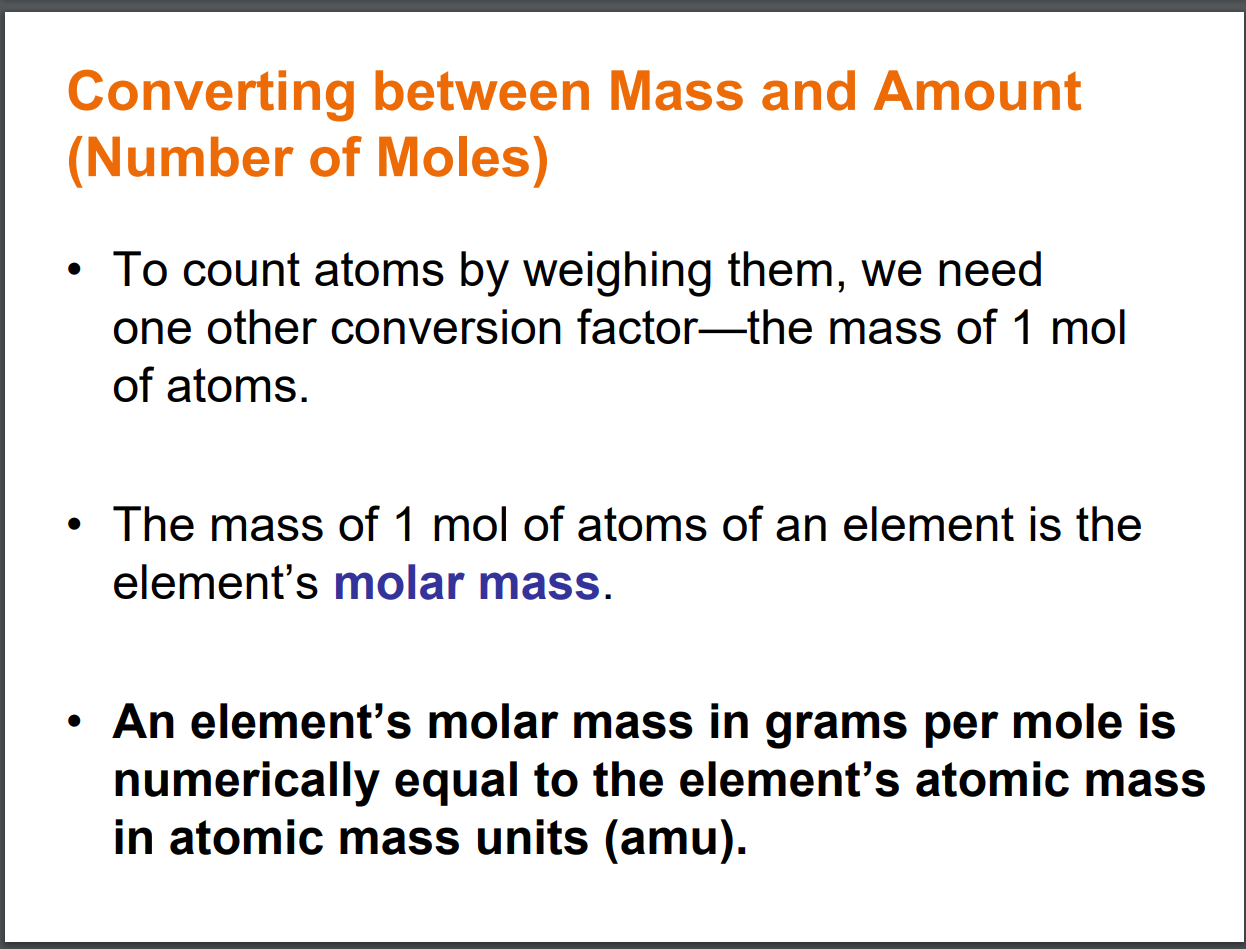 Converting between Mass and Amount
(Number of Moles)
• To count atoms by weighing them, we need
one other conversion factor—the mass of 1 mol
of atoms.
• The mass of 1 mol of atoms of an element is the
element’s molar mass.
• An element’s molar mass in grams per mole is
numerically equal to the element’s atomic mass
in atomic mass units (amu).